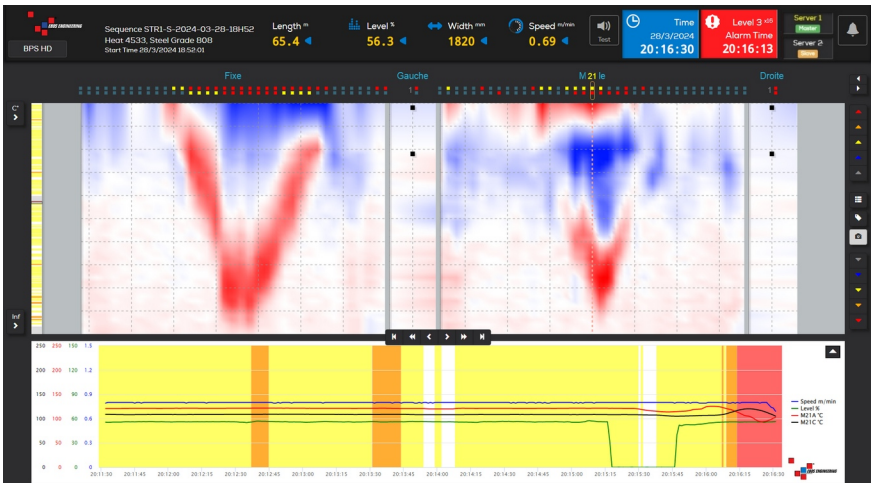 EBDS ENGINEERING
BPS HD
Sequence STR1-S-2024-03-28-18H52
Heat 4533, Steel Grade 808
Start Time 28/3/2024 18:52:01
Length m
65.4
Level %
56.3
Width mm
1820
Speed m/min
0.69
Test
Time
28/3/2024
20:16:30
Level 3 x55
Alarm Time
20:16:13
Server 1
Master
Server 2
Slave
Fixe
Gauche
M 21 le
Droite
1
1
C°
Inf
250 250 150 1.5
200 200 120 1.2
150 150 90 0.9
100 100 60 0.6
50 50 30 0.3
0 0 0 0
20:11:30 20:11:45 20:12:00 20:12:15 20:12:30 20:12:45 20:13:00 20:13:15 20:13:30 20:13:45 20:14:00 20:14:15 20:14:30 20:14:45 20:15:00 20:15:15 20:15:30 20:15:45 20:16:00 20:16:15 20:16:30
Speed m/min
Level %
M21A °C
M21C °C
EBDS ENGINEERING